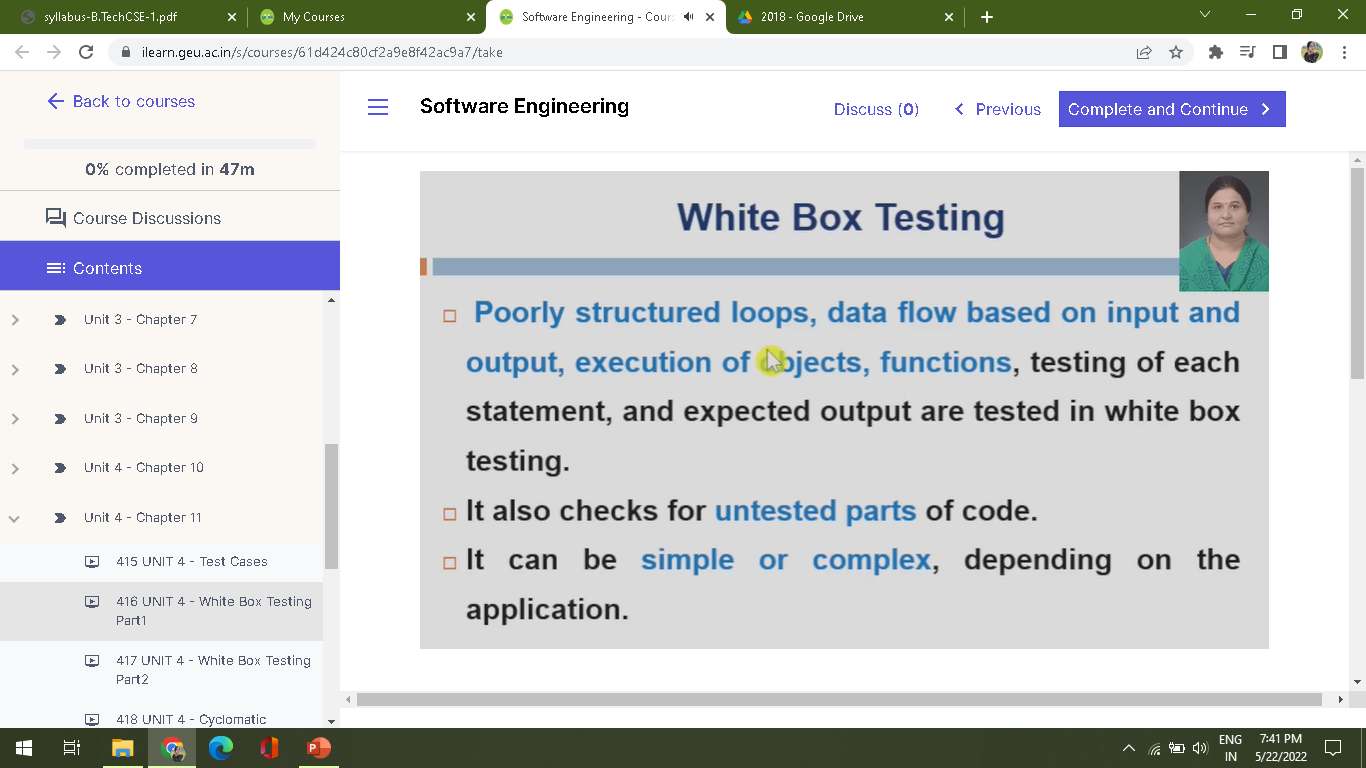 syllabus-B.TechCSE-1.pdf
My Courses
Software Engineering - Cour
2018 - Google Drive
ilearn.geu.ac.in/s/courses/61d424c80cf2a9e8f42ac9a7/take
Back to courses
0% completed in 47m
Course Discussions
Contents
Unit 3 - Chapter 7
Unit 3 - Chapter 8
Unit 3 - Chapter 9
Unit 4 - Chapter 10
Unit 4 - Chapter 11
415 UNIT 4 - Test Cases
416 UNIT 4 - White Box Testing
Part1
417 UNIT 4 - White Box Testing
Part2
418 UNIT 4 - Cyclomatic
Software Engineering
Discuss (0)
Previous
Complete and Continue
White Box Testing
Poorly structured loops, data flow based on input and
output, execution of objects, functions, testing of each
statement, and expected output are tested in white box
testing.
It also checks for untested parts of code.
It can be simple or complex, depending on the
application.
ENG
IN
7:41 PM
5/22/2022